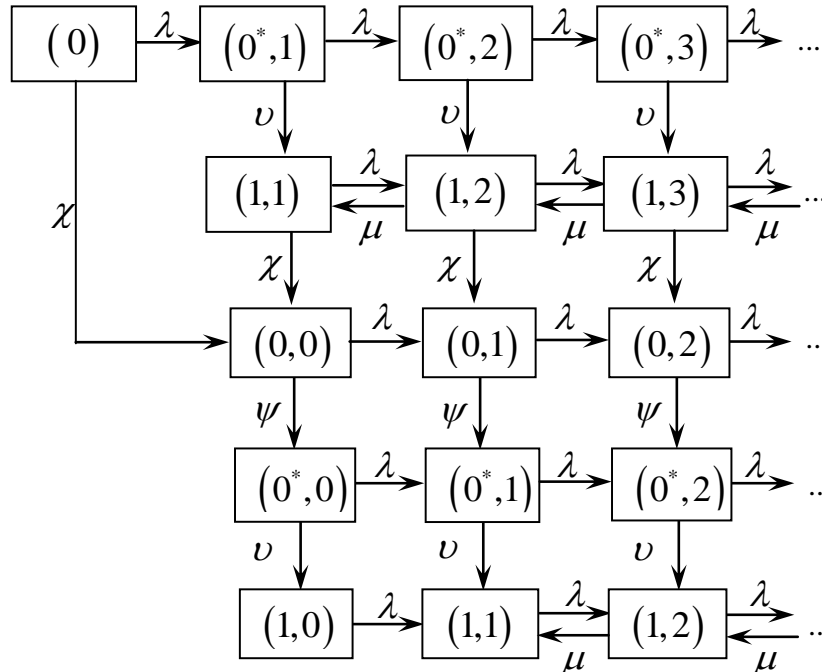 (0) λ (0*,1) λ (0*,2) λ (0*,3) λ ...
υ υ υ
(1,1) λ μ (1,2) λ μ (1,3) λ μ ...
χ χ χ χ
(0,0) λ (0,1) λ (0,2) λ ...
ψ ψ ψ
(0*,0) λ (0*,1) λ (0*,2) λ ...
υ υ υ
(1,0) λ (1,1) λ μ (1,2) λ μ ...